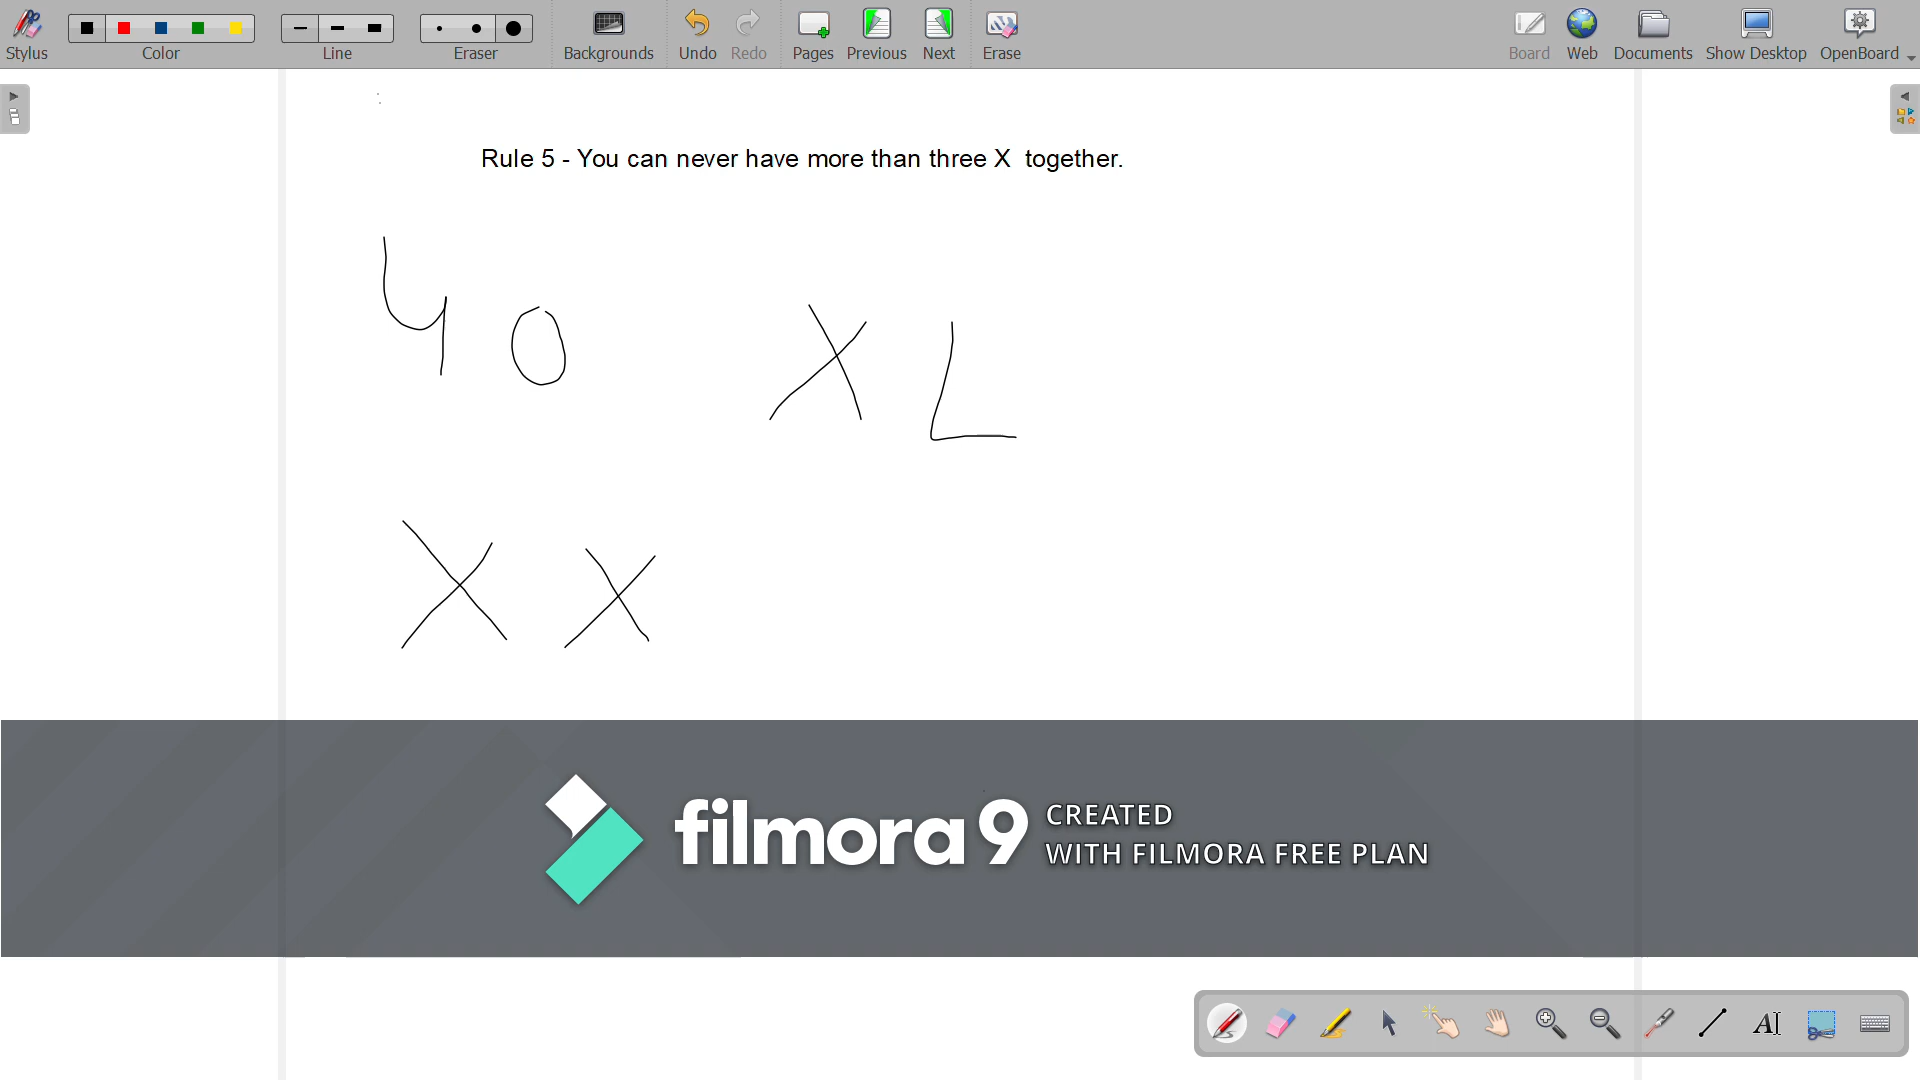 Stylus Color Line Eraser Backgrounds Undo Redo Pages Previous Next Erase Board Web Documents Show Desktop OpenBoard
Rule 5 - You can never have more than three X  together.
40 XL
XX
filmora9 CREATED
WITH FILMORA FREE PLAN